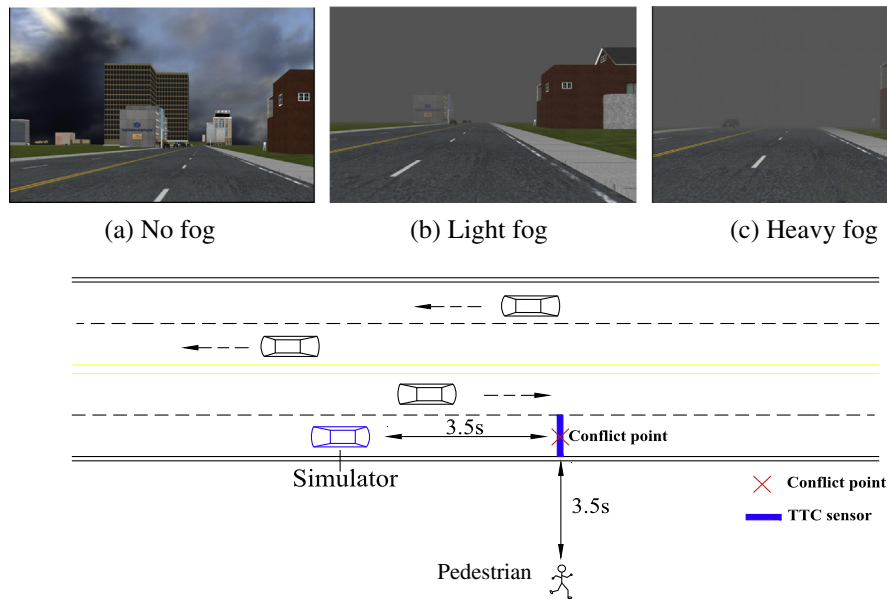 (a) No fog
(b) Light fog
(c) Heavy fog
3.5s
Conflict point
Simulator
Conflict point
3.5s
TTC sensor
Pedestrian